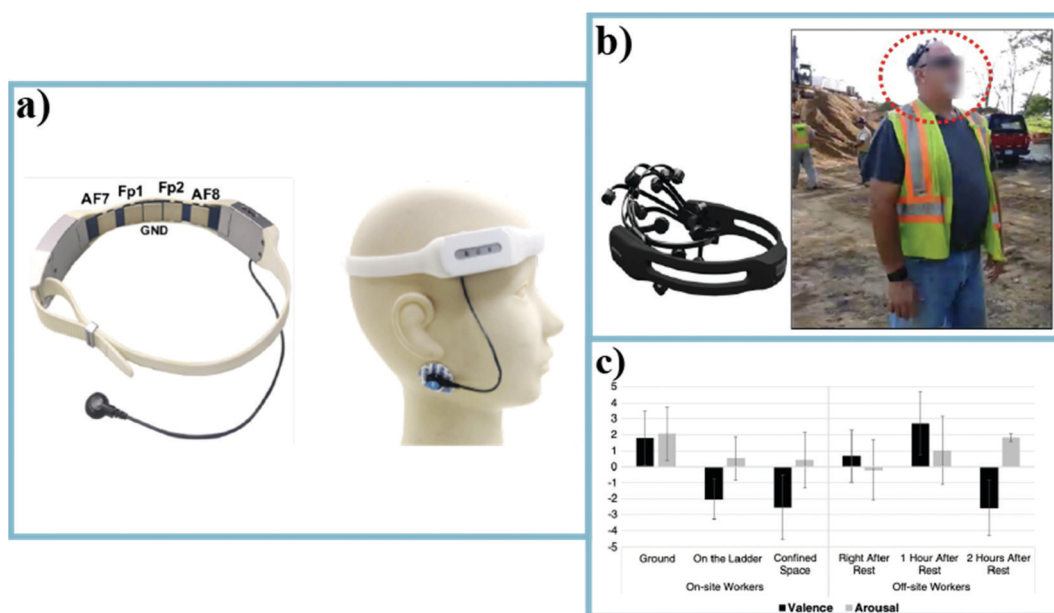 a)
AF7 Fp1 Fp2 AF8
GND
b)
c)
5
4
3
2
1
0
-1
-2
-3
-4
-5
Ground
On the Ladder
Confined
Space
Right After
Rest
1 Hour After
Rest
2 Hours After
Rest
On-site Workers
Off-site Workers
Valence Arousal